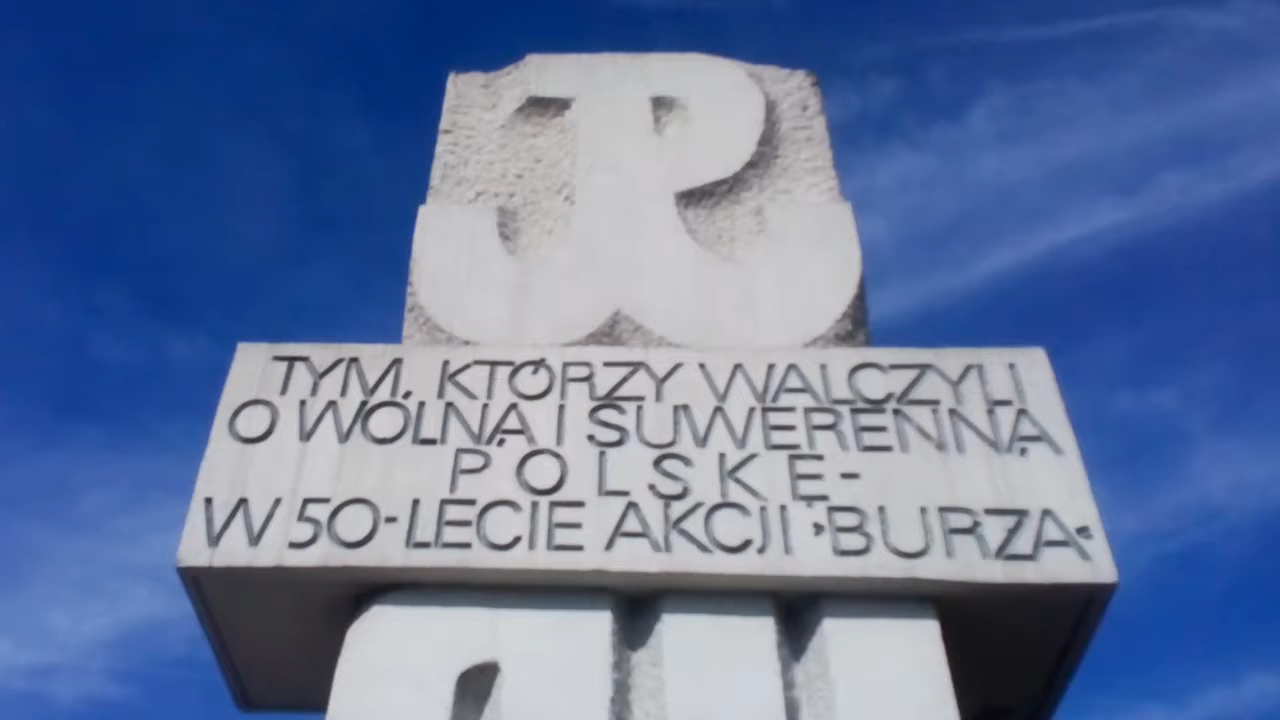 TYM, KTÓRZY WALCZYLI
O WOLNĄ I SUWERENNĄ
POLSKĘ-
W 50-LECIE AKCJI "BURZA"